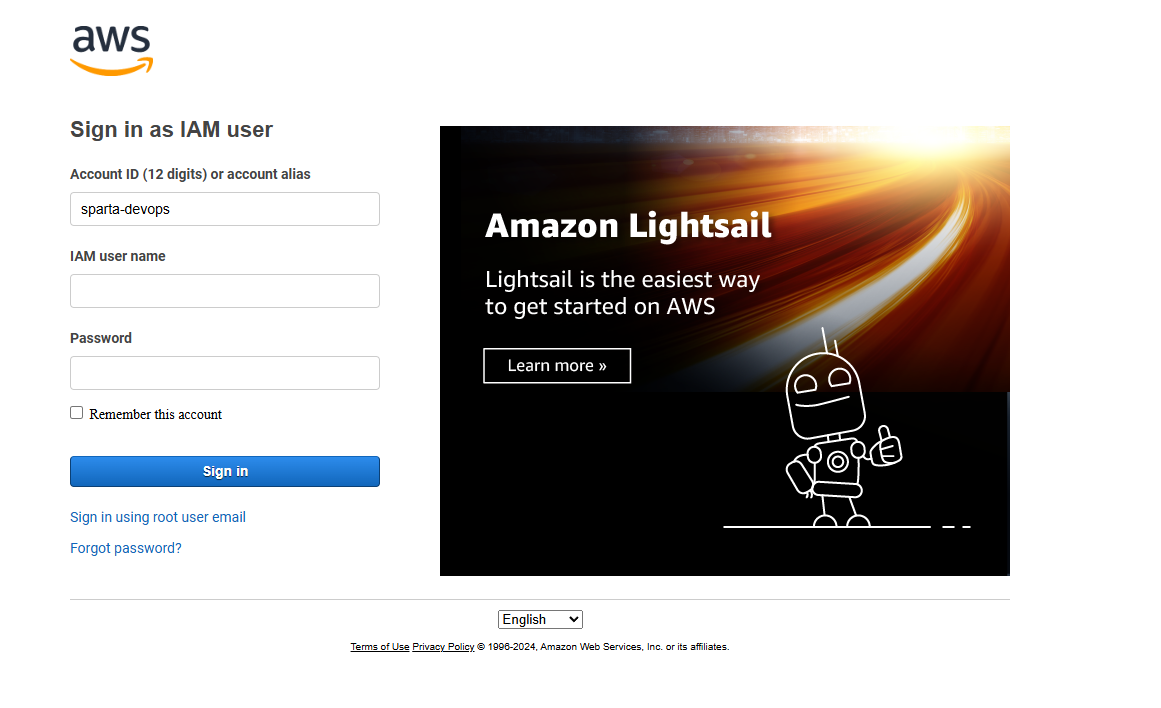 aws
Sign in as IAM user
Account ID (12 digits) or account alias
sparta-devops
IAM user name
Password
Remember this account
Sign in
Sign in using root user email
Forgot password?
Amazon Lightsail
Lightsail is the easiest way
to get started on AWS
Learn more »
English
Terms of Use Privacy Policy © 1996-2024, Amazon Web Services, Inc. or its affiliates.